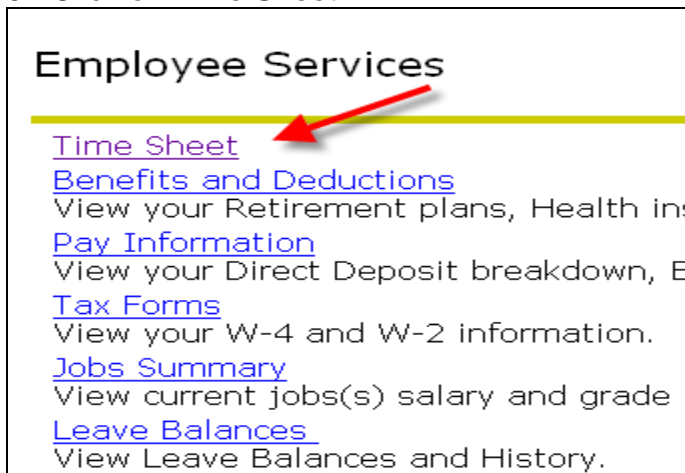 Employee Services
Time Sheet
Benefits and Deductions
View your Retirement plans, Health
Pay Information
View your Direct Deposit breakdown,
Tax Forms
View your W-4 and W-2 information.
Jobs Summary
View current jobs(s) salary and grade
Leave Balances
View Leave Balances and History.